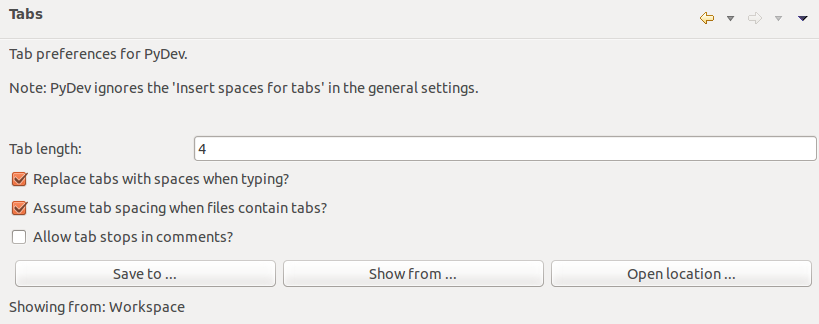 Tabs
Tab preferences for PyDev.
Note: PyDev ignores the 'Insert spaces for tabs' in the general settings.
Tab length: 4
Replace tabs with spaces when typing?
Assume tab spacing when files contain tabs?
Allow tab stops in comments?
Save to ... Show from ... Open location ...
Showing from: Workspace